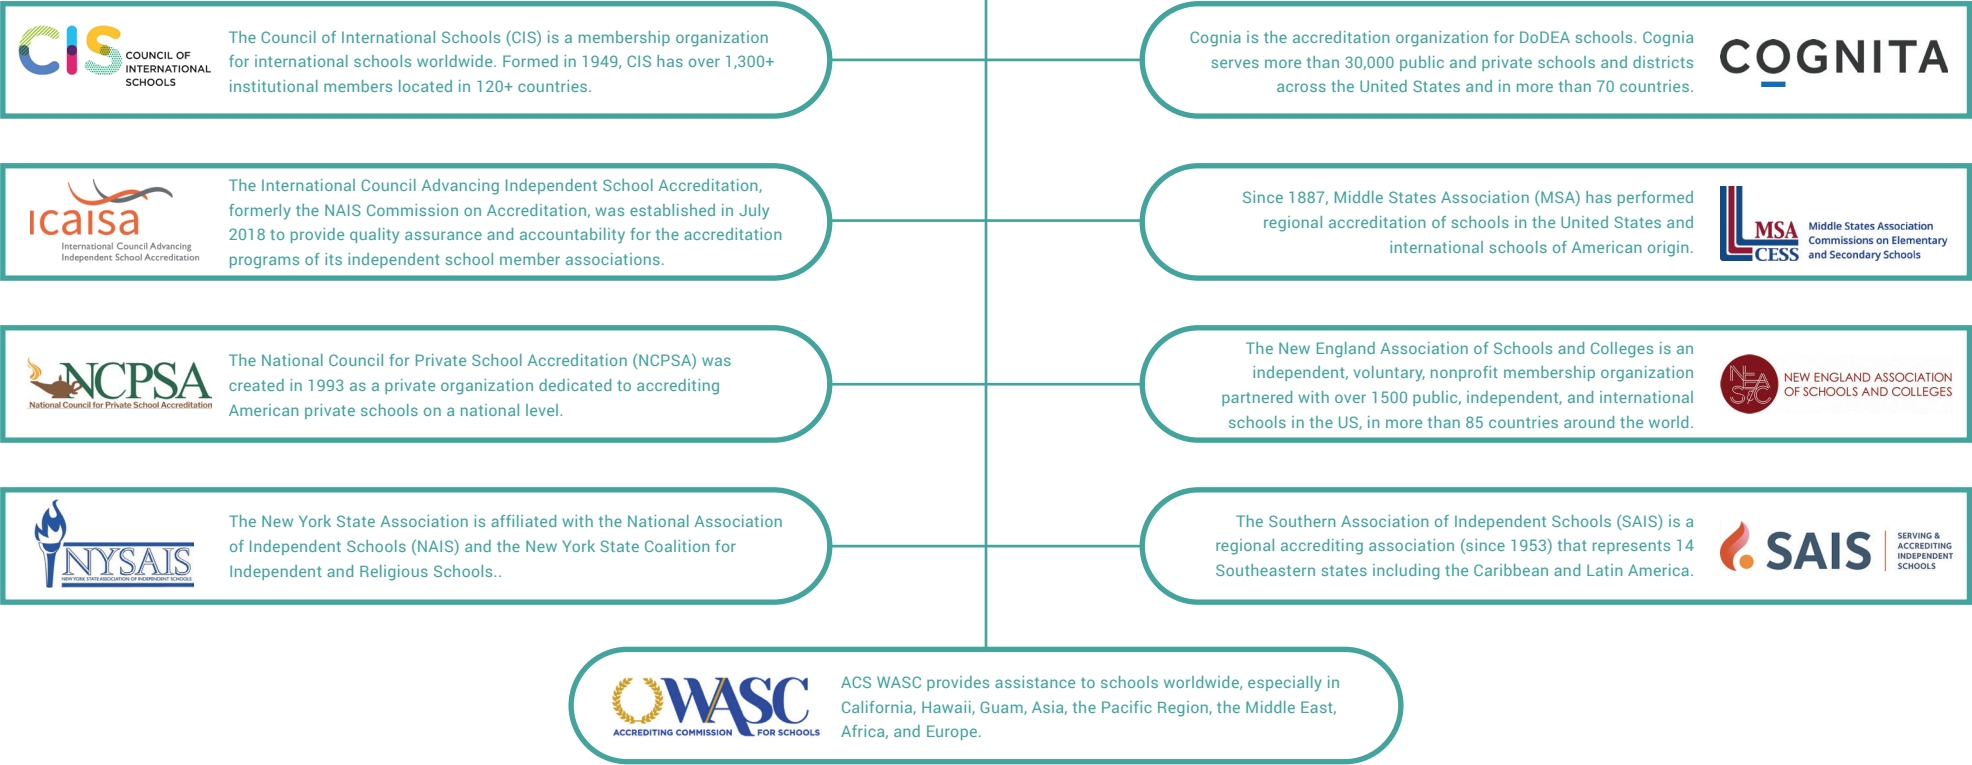 CIS
COUNCIL OF
INTERNATIONAL
SCHOOLS
The Council of International Schools (CIS) is a membership organization
for international schools worldwide. Formed in 1949, CIS has over 1,300+
institutional members located in 120+ countries.
Cognia is the accreditation organization for DoDEA schools. Cognia
serves more than 30,000 public and private schools and districts
across the United States and in more than 70 countries.
COGNITA
icaisa
International Council Advancing
Independent School Accreditation
The International Council Advancing Independent School Accreditation,
formerly the NAIS Commission on Accreditation, was established in July
2018 to provide quality assurance and accountability for the accreditation
programs of its independent school member associations.
Since 1887, Middle States Association (MSA) has performed
regional accreditation of schools in the United States and
international schools of American origin.
MSA
CESS
Middle States Association
Commissions on Elementary
and Secondary Schools
NCPSA
National Council for Private School Accreditation
The National Council for Private School Accreditation (NCPSA) was
created in 1993 as a private organization dedicated to accrediting
American private schools on a national level.
The New England Association of Schools and Colleges is an
independent, voluntary, nonprofit membership organization
partnered with over 1500 public, independent, and international
schools in the US, in more than 85 countries around the world.
NEA
S/C
NEW ENGLAND ASSOCIATION
OF SCHOOLS AND COLLEGES
NYSAIS
NEW YORK STATE ASSOCIATION OF INDEPENDENT SCHOOLS
The New York State Association is affiliated with the National Association
of Independent Schools (NAIS) and the New York State Coalition for
Independent and Religious Schools..
The Southern Association of Independent Schools (SAIS) is a
regional accrediting association (since 1953) that represents 14
Southeastern states including the Caribbean and Latin America.
SAIS
SERVING &
ACCREDITING
INDEPENDENT
SCHOOLS
WASC
ACCREDITING COMMISSION FOR SCHOOLS
ACS WASC provides assistance to schools worldwide, especially in
California, Hawaii, Guam, Asia, the Pacific Region, the Middle East,
Africa, and Europe.